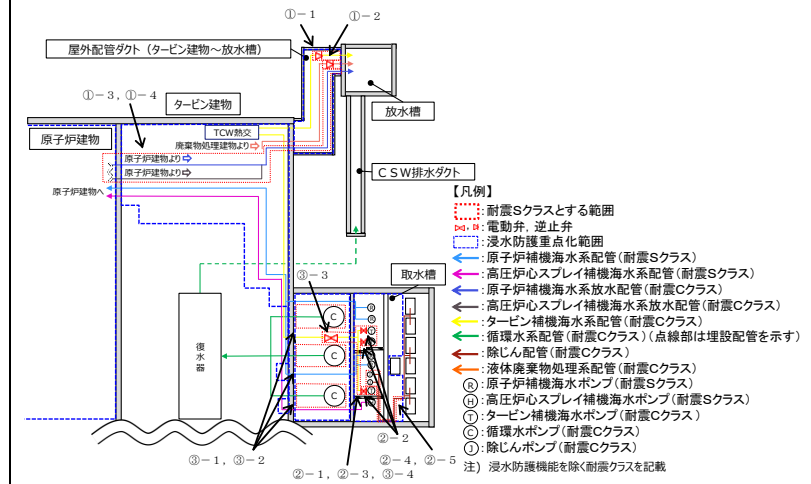 ①-1
①-2
屋外配管ダクト(タービン建物~放水槽)
①-3, ①-4
タービン建物
放水槽
原子炉建物
TCW熱交
廃棄物処理建物より
原子炉建物より
原子炉建物より
原子炉建物へ
CSW排水ダクト
【凡例】
:耐震Sクラスとする範囲
:電動弁, 逆止弁
:浸水防護重点化範囲
:原子炉補機海水系配管(耐震Sクラス)
:高圧炉心スプレイ補機海水系配管(耐震Sクラス)
:原子炉補機海水系放水配管(耐震Cクラス)
:高圧炉心スプレイ補機海水系放水配管(耐震Cクラス)
:タービン補機海水系配管(耐震Cクラス)
:循環水系配管(耐震Cクラス)(点線部は埋設配管を示す)
:除じん配管(耐震Cクラス)
:液体廃棄物処理系配管(耐震Cクラス)
Ⓡ:原子炉補機海水ポンプ(耐震Sクラス)
Ⓗ:高圧炉心スプレイ補機海水ポンプ(耐震Sクラス)
Ⓣ:タービン補機海水ポンプ(耐震Cクラス)
Ⓒ:循環水ポンプ(耐震Cクラス)
Ⓙ:除じんポンプ(耐震Cクラス)
注) 浸水防護機能を除く耐震クラスを記載
③-3
取水槽
復水器
Ⓒ
Ⓒ
Ⓒ
②-2
③-1, ③-2
②-4, ②-5
②-1, ②-3, ③-4